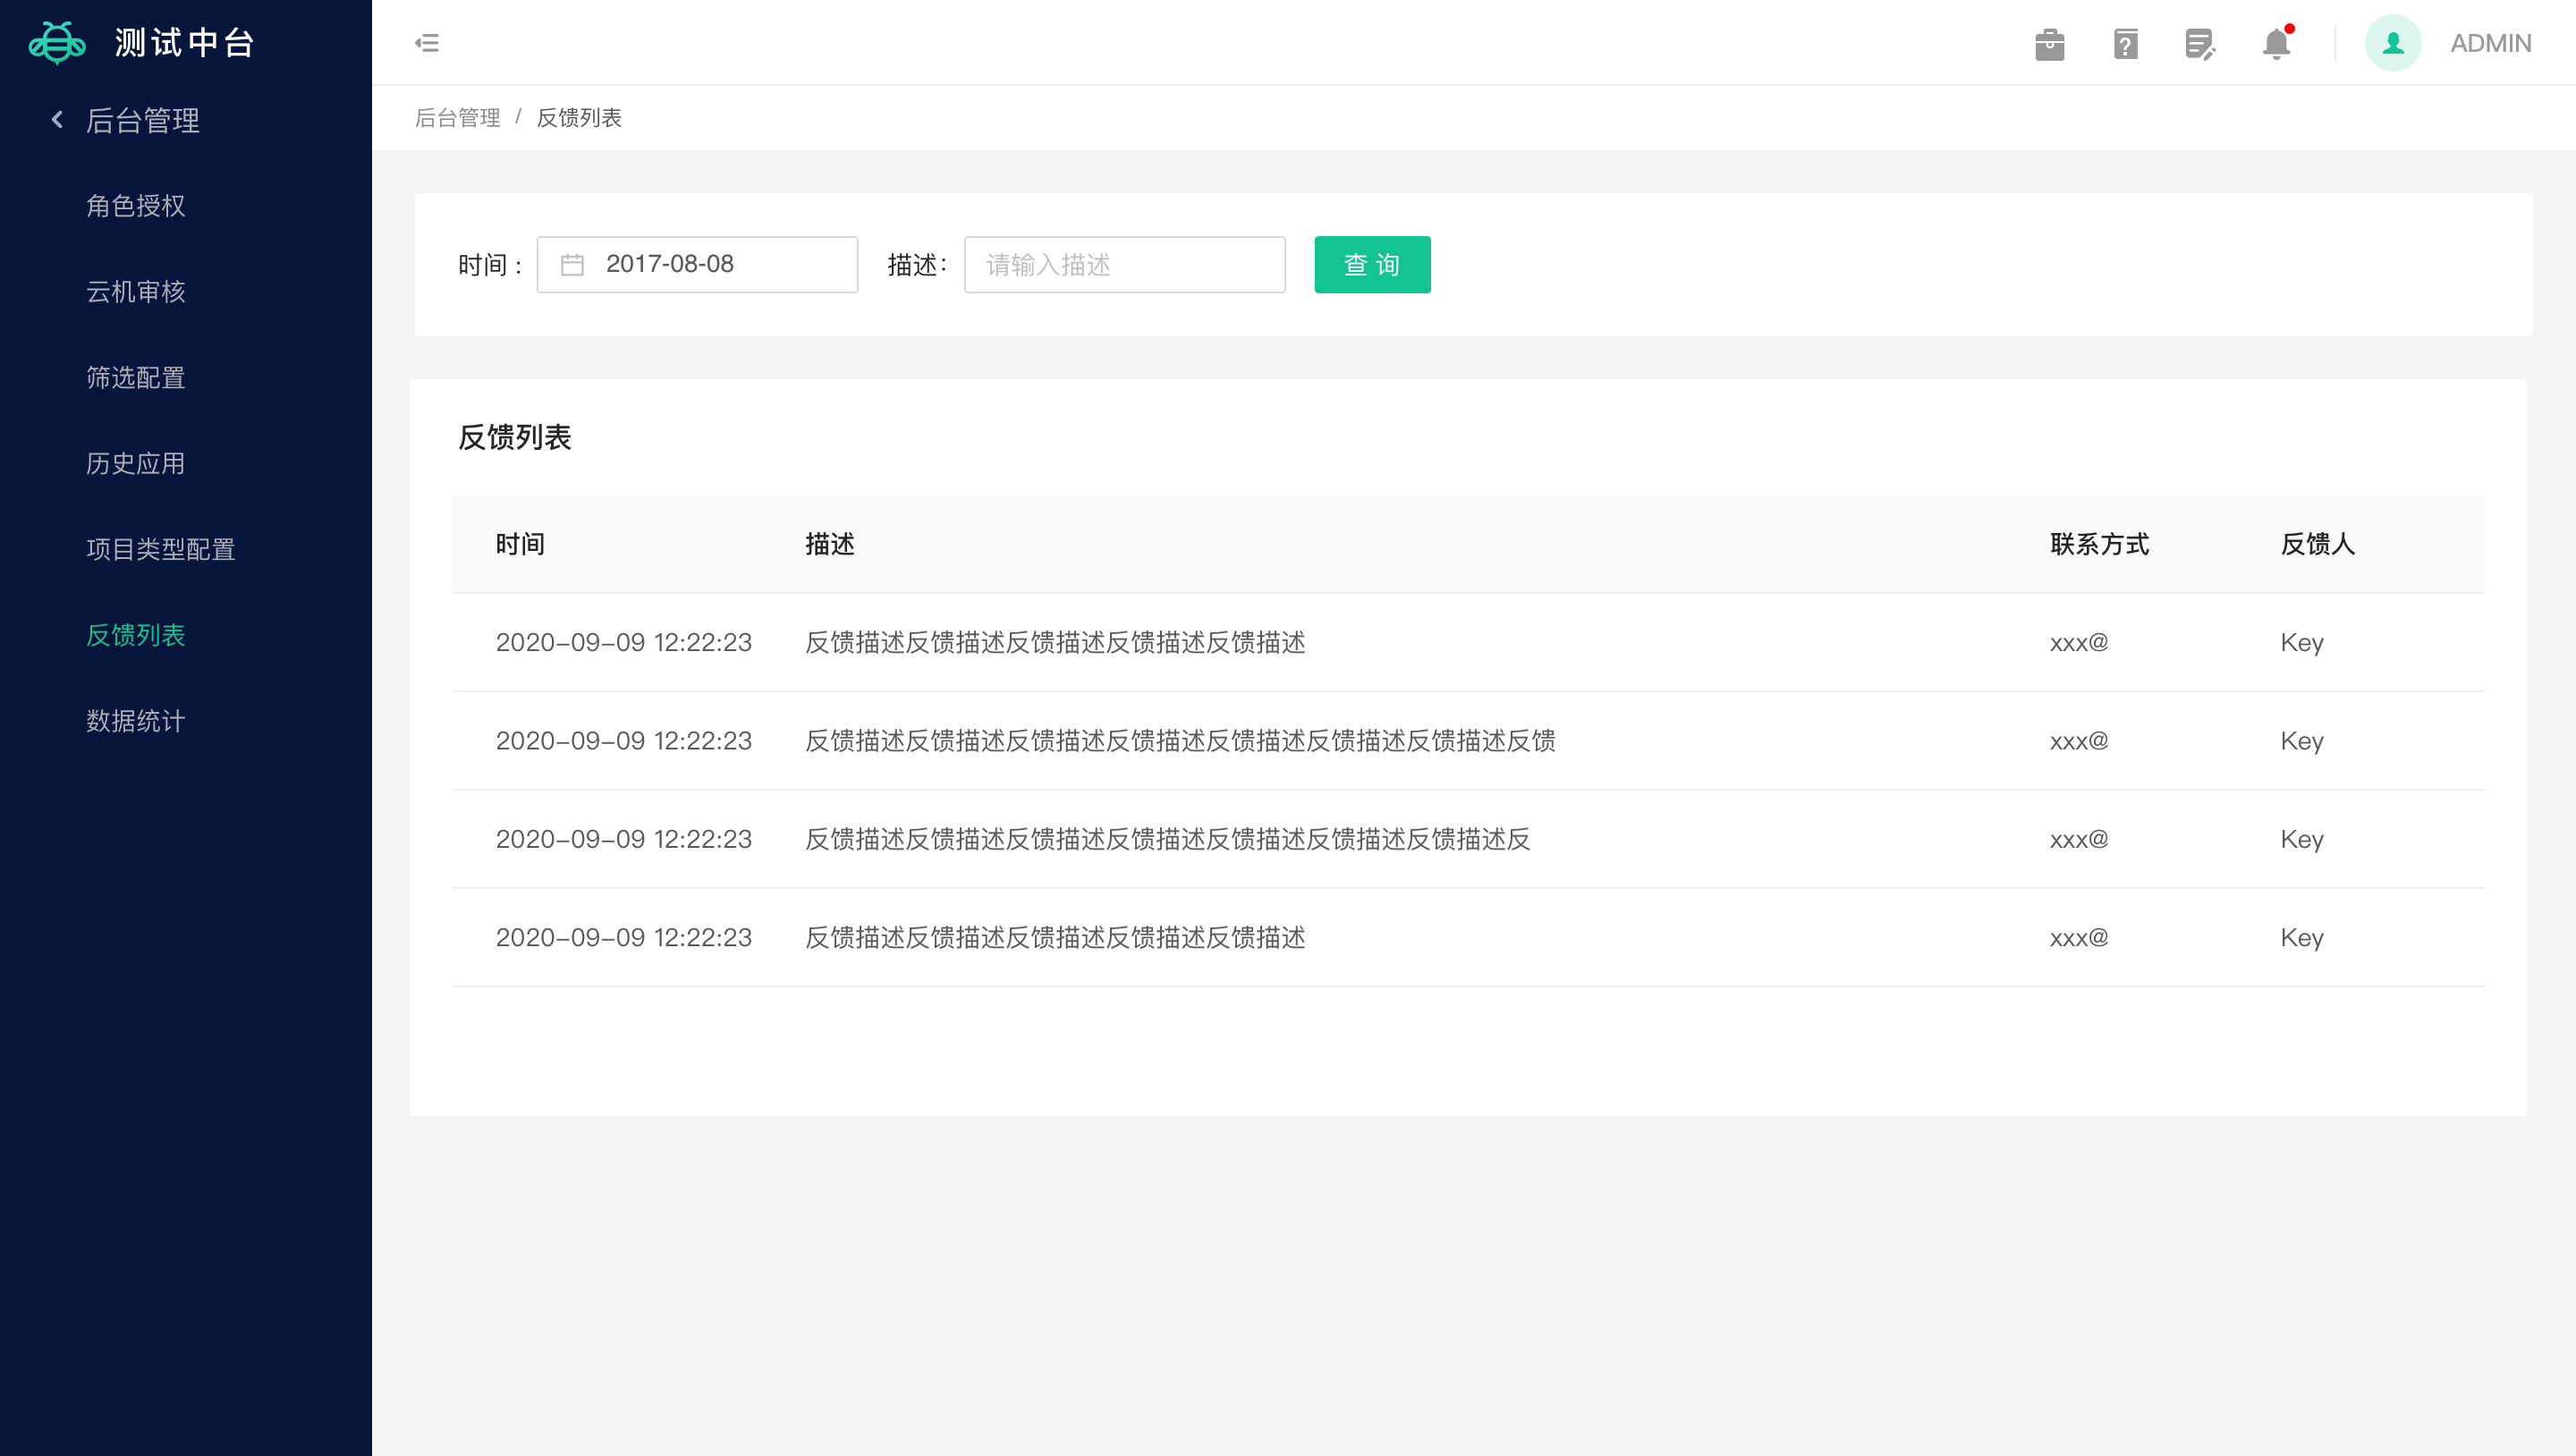 测试中台
后台管理
角色授权
云机审核
筛选配置
历史应用
项目类型配置
反馈列表
数据统计
ADMIN
后台管理 / 反馈列表
时间 : 2017-08-08 描述: 请输入描述 查 询
反馈列表
时间 描述 联系方式 反馈人
2020-09-09 12:22:23 反馈描述反馈描述反馈描述反馈描述反馈描述 xxx@ Key
2020-09-09 12:22:23 反馈描述反馈描述反馈描述反馈描述反馈描述反馈描述反馈描述反馈 xxx@ Key
2020-09-09 12:22:23 反馈描述反馈描述反馈描述反馈描述反馈描述反馈描述反馈描述反 xxx@ Key
2020-09-09 12:22:23 反馈描述反馈描述反馈描述反馈描述反馈描述 xxx@ Key